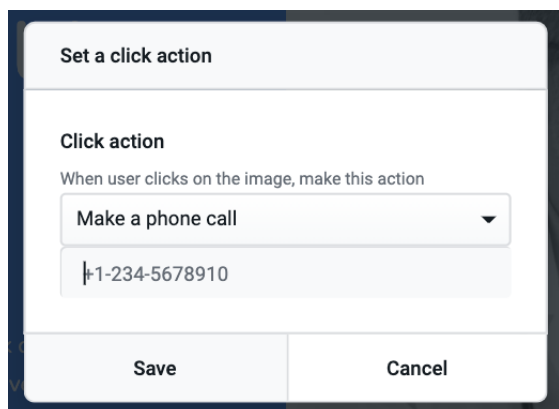 Set a click action
Click action
When user clicks on the image, make this action
Make a phone call
+1-234-5678910
Save
Cancel